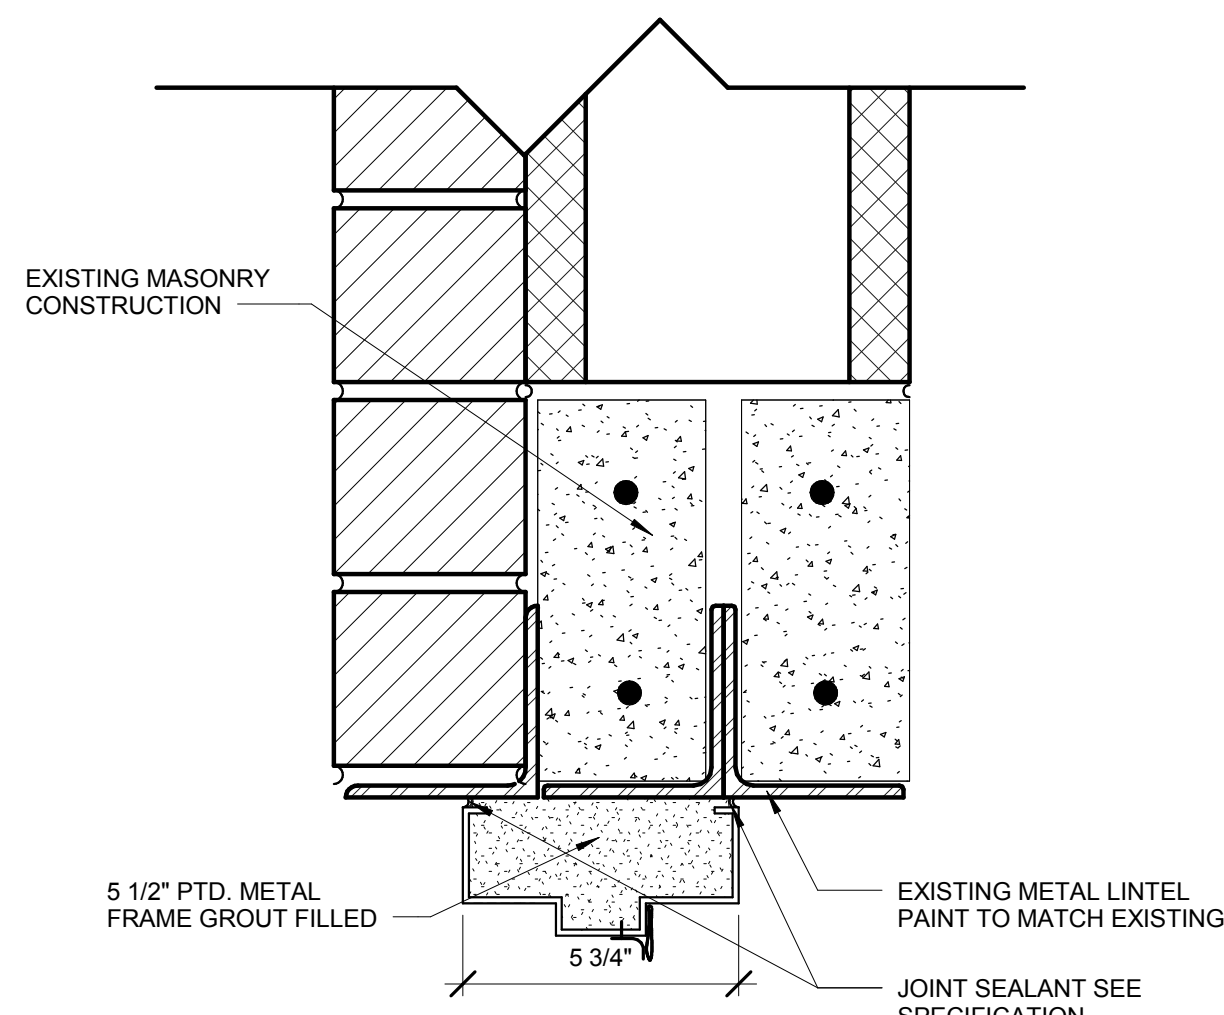 EXISTING MASONRY
CONSTRUCTION
5 1/2" PTD. METAL
FRAME GROUT FILLED
5 3/4"
EXISTING METAL LINTEL
PAINT TO MATCH EXISTING
JOINT SEALANT SEE
SPECIFICATION